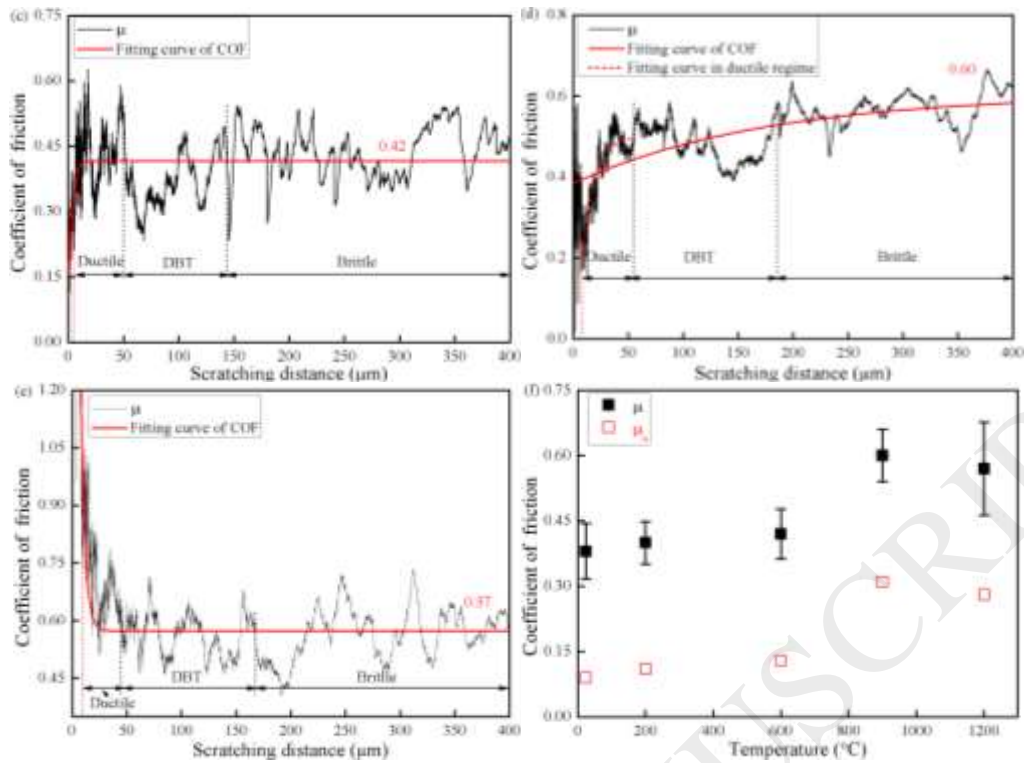 (c) 0.75
μ
Fitting curve of COF
0.60
0.45
0.30
0.15
0.00
0.42
Ductile
DBT
Brittle
0 50 100 150 200 250 300 350 400
Coefficient of friction
Scratching distance (μm)
(d) 0.8
μ
Fitting curve of COF
Fitting curve in ductile regime
0.6
0.4
0.2
0.0
0.60
Ductile
DBT
Brittle
0 50 100 150 200 250 300 350 400
Coefficient of friction
Scratching distance (μm)
(e) 1.20
μ
Fitting curve of COF
1.05
0.90
0.75
0.60
0.45
0.57
Ductile
DBT
Brittle
0 50 100 150 200 250 300 350 400
Coefficient of friction
Scratching distance (μm)
(f) 0.75
μ
0.60
0.45
0.30
0.15
0.00
0 200 400 600 800 1000 1200
Coefficient of friction
Temperature (°C)